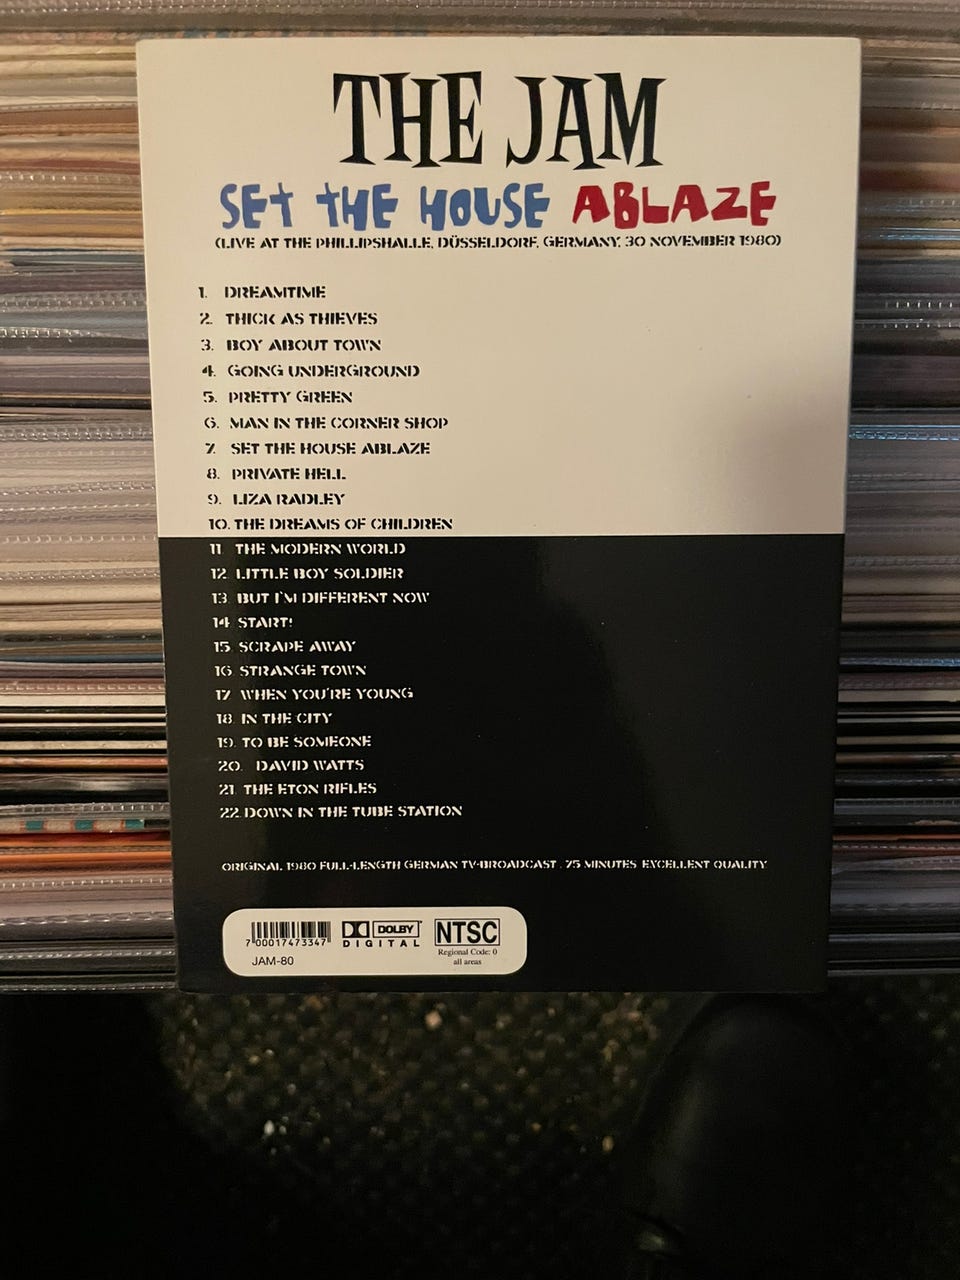 THE JAM
SET THE HOUSE ABLAZE
(LIVE AT THE PHILLIPSHALLE, DÜSSELDORF, GERMANY, 30 NOVEMBER 1980)
1. DREAMTIME
2. THICK AS THIEVES
3. BOY ABOUT TOWN
4. GOING UNDERGROUND
5. PRETTY GREEN
6. MAN IN THE CORNER SHOP
7. SET THE HOUSE ABLAZE
8. PRIVATE HELL
9. LIZA RADLEY
10. THE DREAMS OF CHILDREN
11. THE MODERN WORLD
12. LITTLE BOY SOLDIER
13. BUT I'M DIFFERENT NOW
14. START!
15. SCRAPE AWAY
16. STRANGE TOWN
17. WHEN YOU'RE YOUNG
18. IN THE CITY
19. TO BE SOMEONE
20. DAVID WATTS
21. THE ETON RIFLES
22. DOWN IN THE TUBE STATION
ORIGINAL 1980 FULL-LENGTH GERMAN TV-BROADCAST . 75 MINUTES. EXCELLENT QUALITY.
7 00017 473347
JAM-80
DOLBY
DIGITAL
NTSC
Regional Code: 0
all areas